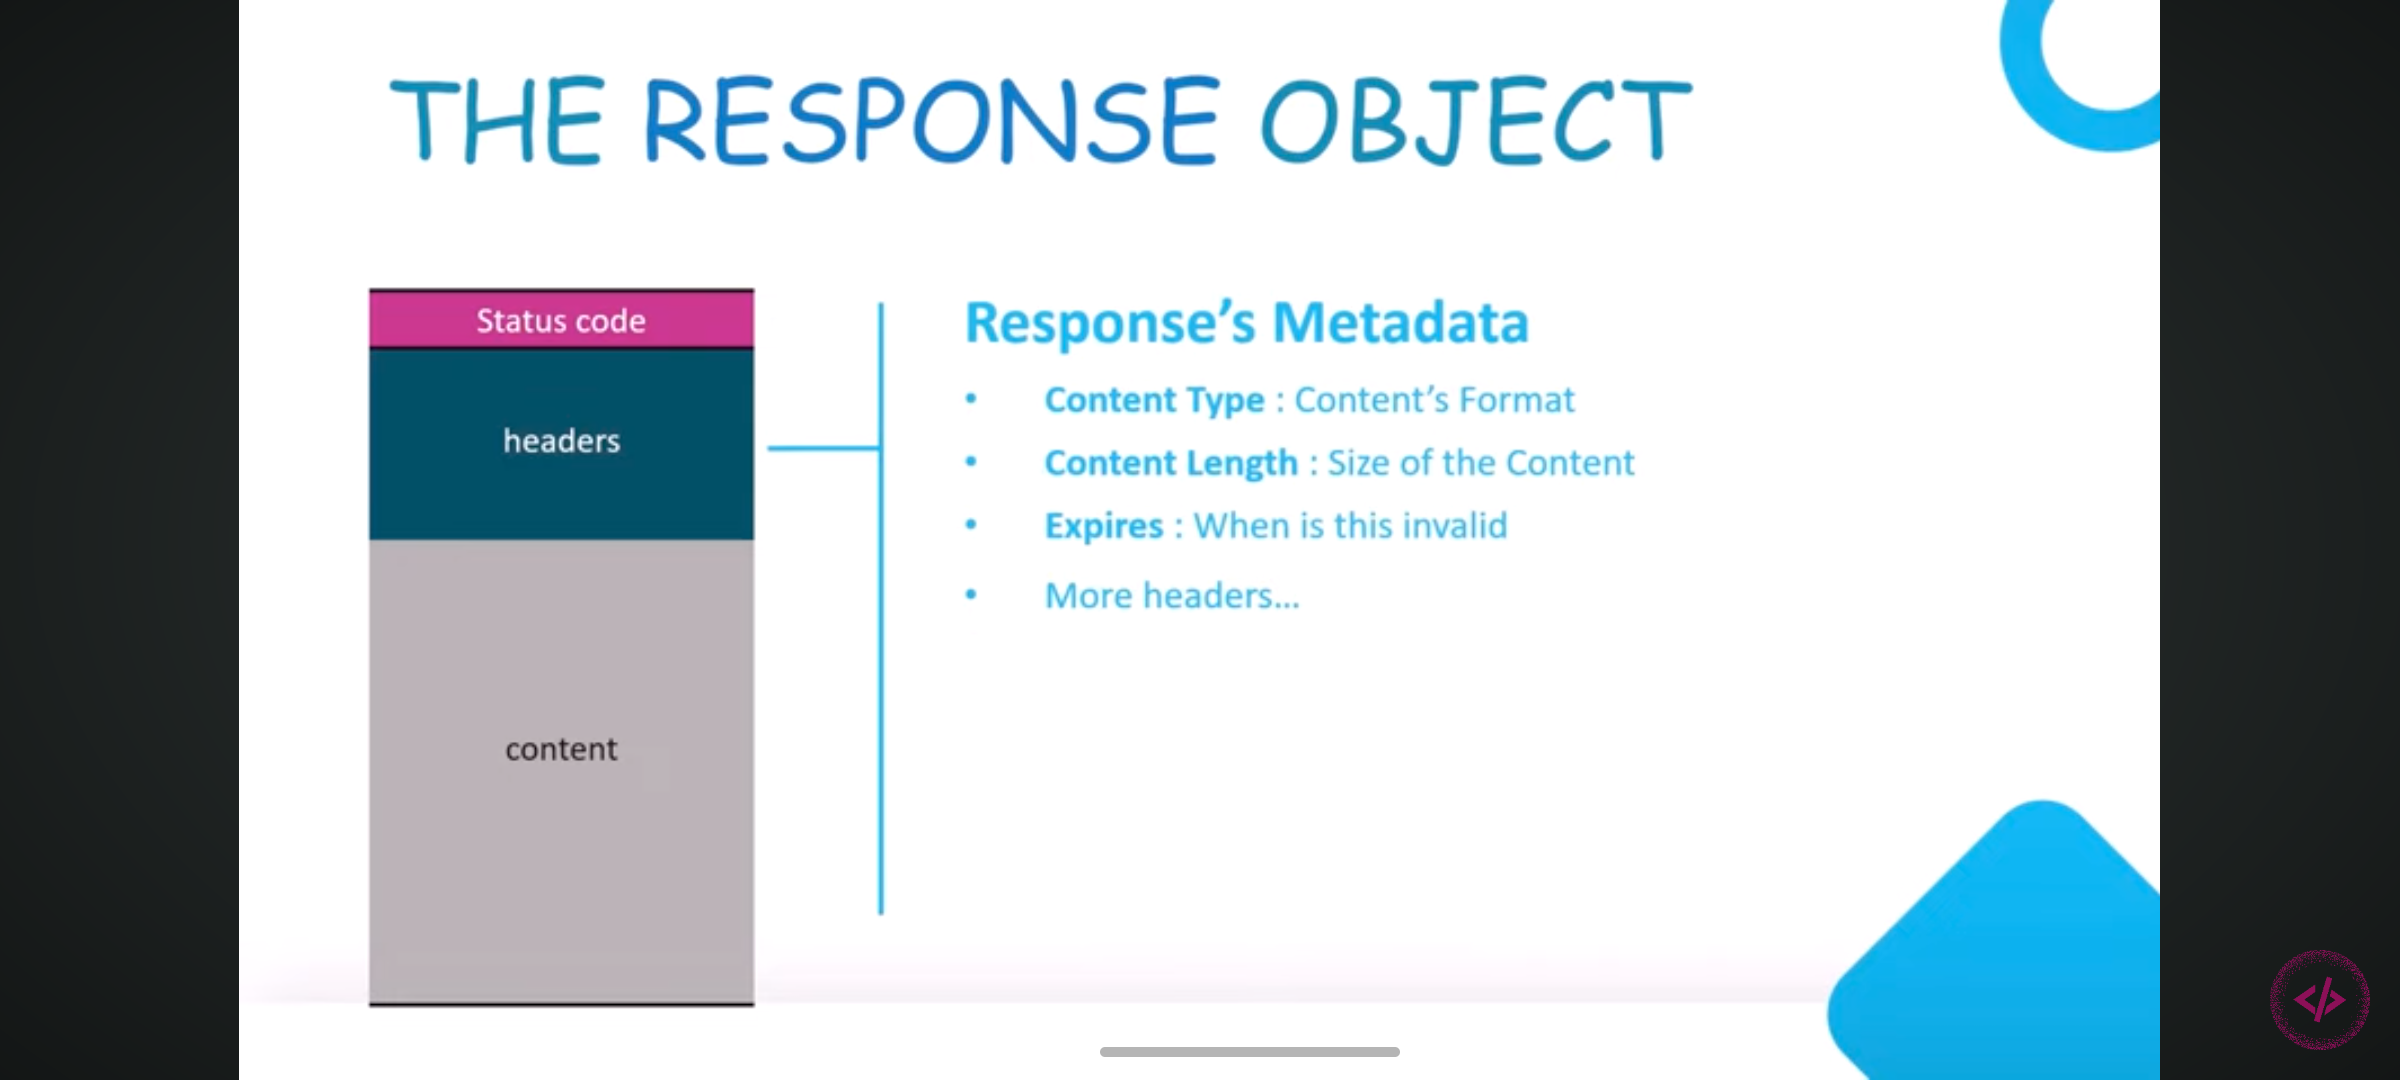 THE RESPONSE OBJECT
Status code
headers
content
Response’s Metadata
• Content Type : Content’s Format
• Content Length : Size of the Content
• Expires : When is this invalid
• More headers...